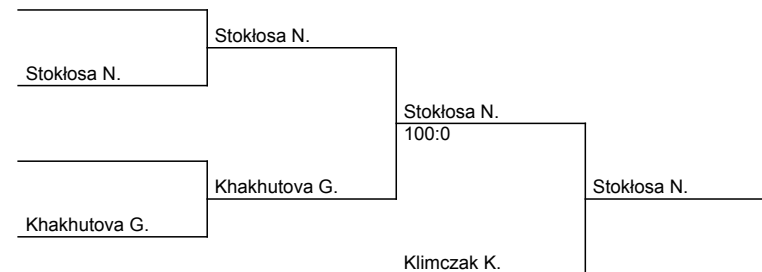 Stokłosa N.
Stokłosa N.
Stokłosa N.
100:0
Khakhutova G.
Stokłosa N.
Khakhutova G.
Klimczak K.